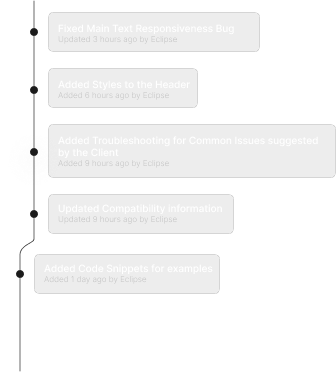 Fixed Main Text Responsiveness Bug
Updated 3 hours ago by Eclipse
Added Styles to the Header
Added 6 hours ago by Eclipse
Added Troubleshooting for Common issues suggested
by the Client
Added 9 hours ago by Eclipse
Updated Compatibility information
Updated 9 hours ago by Eclipse
Added Code Snippets for examples
Added 1 day ago by Eclipse